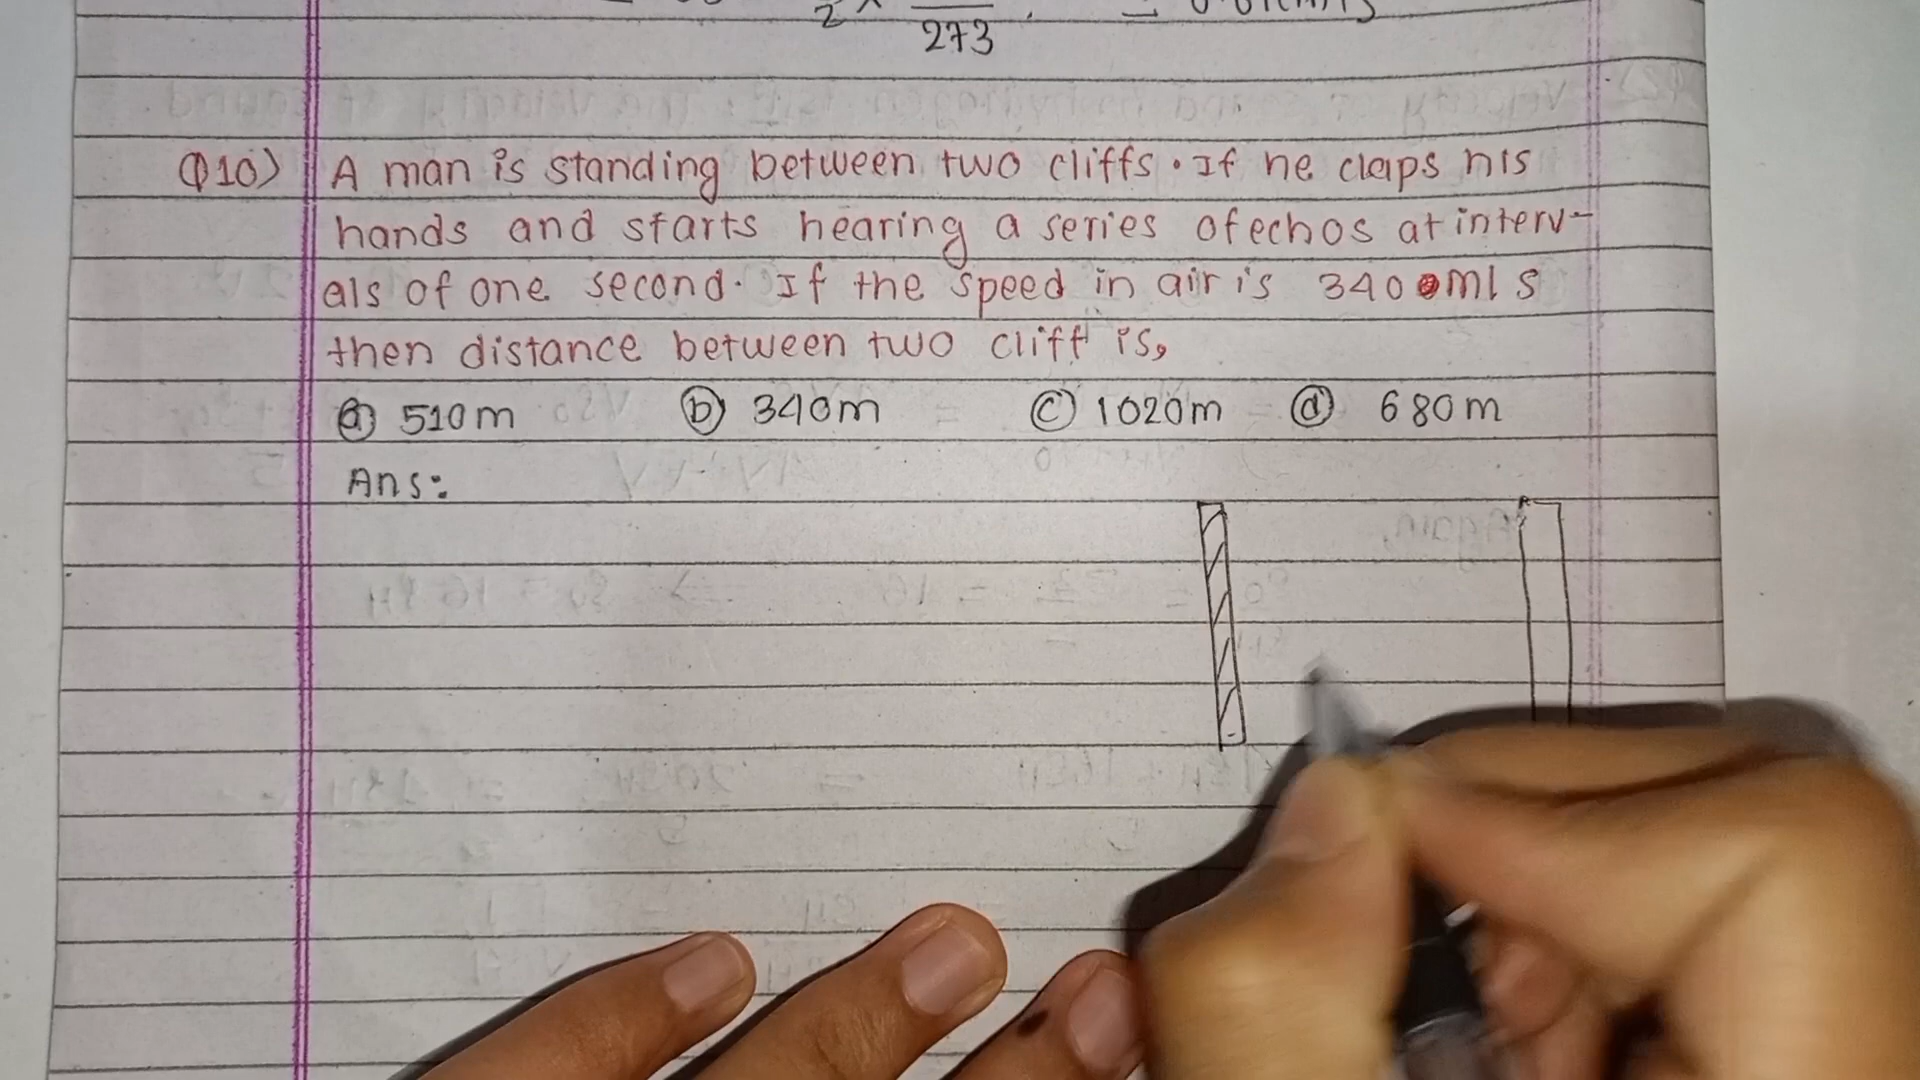 2
273
Q10) A man is standing between two cliffs. If he claps his
hands and starts hearing a series of echos at interv-
als of one second. If the speed in air is 340 m/s
then distance between two cliff is,
(a) 510m (b) 340m (c) 1020m (d) 680m
Ans: